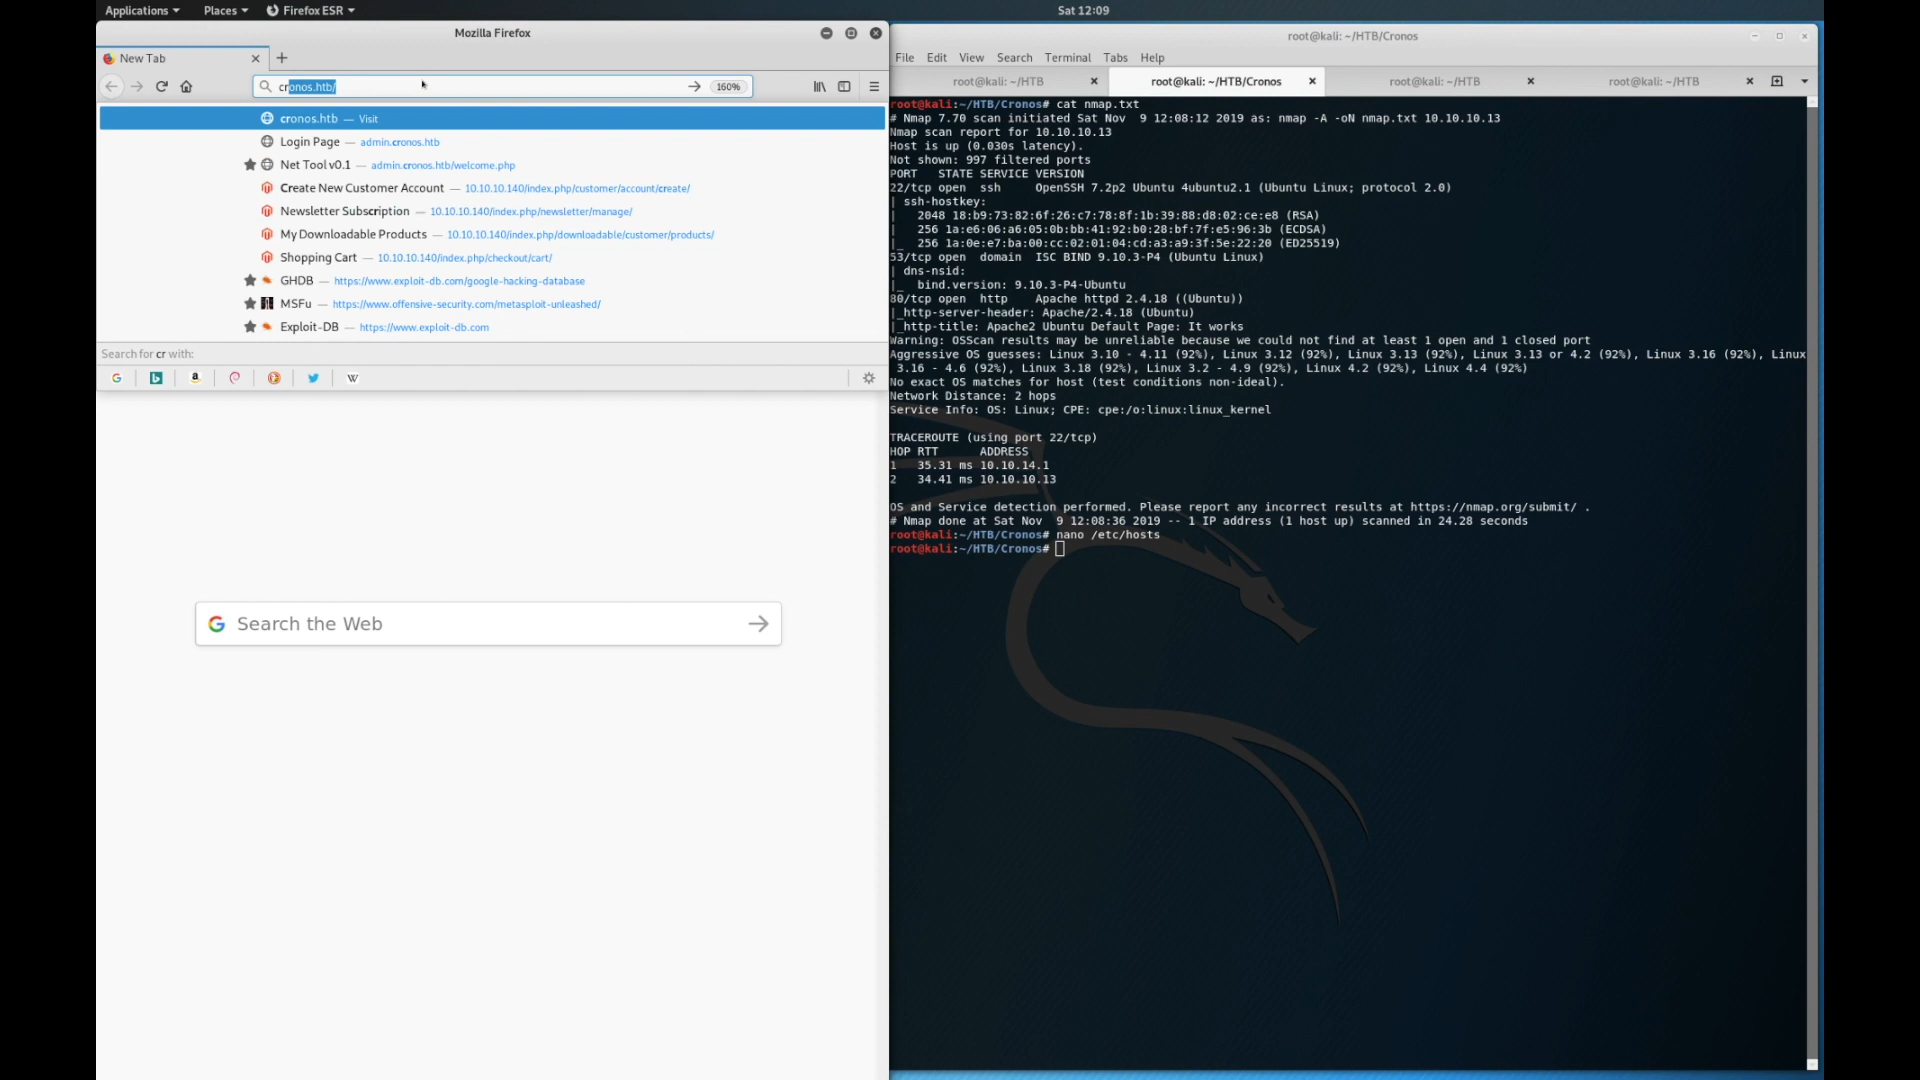 Applications Places Firefox ESR Sat 12:09
Mozilla Firefox
New Tab
cronos.htb/ 160%
cronos.htb — Visit
Login Page — admin.cronos.htb
Net Tool v0.1 — admin.cronos.htb/welcome.php
Create New Customer Account — 10.10.10.140/index.php/customer/account/create/
Newsletter Subscription — 10.10.10.140/index.php/newsletter/manage/
My Downloadable Products — 10.10.10.140/index.php/downloadable/customer/products/
Shopping Cart — 10.10.10.140/index.php/checkout/cart/
GHDB — https://www.exploit-db.com/google-hacking-database
MSFu — https://www.offensive-security.com/metasploit-unleashed/
Exploit-DB — https://www.exploit-db.com
Search for cr with:
G b a W
Search the Web
root@kali: ~/HTB/Cronos
File Edit View Search Terminal Tabs Help
root@kali: ~/HTB root@kali: ~/HTB/Cronos root@kali: ~/HTB root@kali: ~/HTB
root@kali:~/HTB/Cronos# cat nmap.txt
# Nmap 7.70 scan initiated Sat Nov  9 12:08:12 2019 as: nmap -A -oN nmap.txt 10.10.10.13
Nmap scan report for 10.10.10.13
Host is up (0.030s latency).
Not shown: 997 filtered ports
PORT   STATE SERVICE VERSION
22/tcp open  ssh     OpenSSH 7.2p2 Ubuntu 4ubuntu2.1 (Ubuntu Linux; protocol 2.0)
| ssh-hostkey:
|   2048 18:b9:73:82:6f:26:c7:78:8f:1b:39:88:d8:02:ce:e8 (RSA)
|   256 1a:e6:06:a6:05:0b:bb:41:92:b0:28:bf:7f:e5:96:3b (ECDSA)
|_  256 1a:0e:e7:ba:00:cc:02:01:04:cd:a3:a9:3f:5e:22:20 (ED25519)
53/tcp open  domain  ISC BIND 9.10.3-P4 (Ubuntu Linux)
| dns-nsid:
|_  bind.version: 9.10.3-P4-Ubuntu
80/tcp open  http    Apache httpd 2.4.18 ((Ubuntu))
|_http-server-header: Apache/2.4.18 (Ubuntu)
|_http-title: Apache2 Ubuntu Default Page: It works
Warning: OSScan results may be unreliable because we could not find at least 1 open and 1 closed port
Aggressive OS guesses: Linux 3.10 - 4.11 (92%), Linux 3.12 (92%), Linux 3.13 (92%), Linux 3.13 or 4.2 (92%), Linux 3.16 (92%), Linux
 3.16 - 4.6 (92%), Linux 3.18 (92%), Linux 3.2 - 4.9 (92%), Linux 4.2 (92%), Linux 4.4 (92%)
No exact OS matches for host (test conditions non-ideal).
Network Distance: 2 hops
Service Info: OS: Linux; CPE: cpe:/o:linux:linux_kernel
TRACEROUTE (using port 22/tcp)
HOP RTT      ADDRESS
1   35.31 ms 10.10.14.1
2   34.41 ms 10.10.10.13
OS and Service detection performed. Please report any incorrect results at https://nmap.org/submit/ .
# Nmap done at Sat Nov  9 12:08:36 2019 -- 1 IP address (1 host up) scanned in 24.28 seconds
root@kali:~/HTB/Cronos# nano /etc/hosts
root@kali:~/HTB/Cronos#